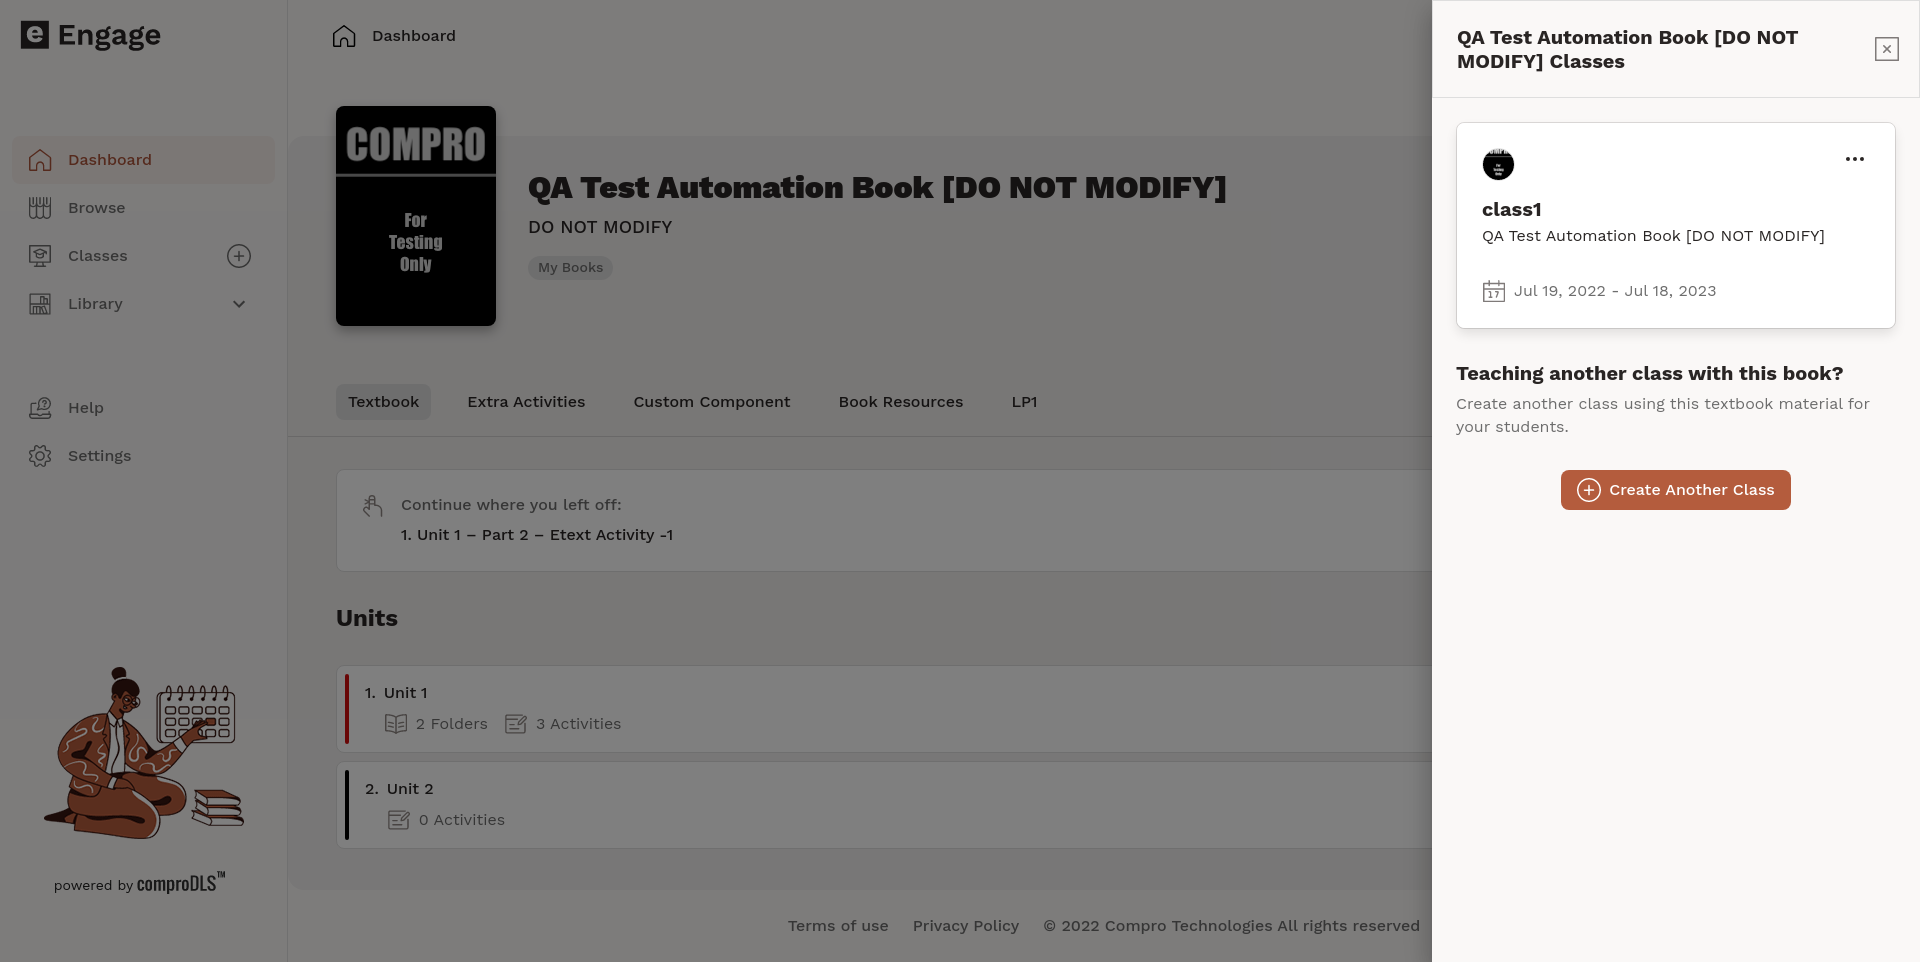 e Engage
Dashboard
Browse
Classes
Library
Help
Settings
powered by comproDLS™
Dashboard
COMPRO
For
Testing
Only
QA Test Automation Book [DO NOT MODIFY]
DO NOT MODIFY
My Books
Textbook
Extra Activities
Custom Component
Book Resources
LP1
Continue where you left off:
1. Unit 1 – Part 2 – Etext Activity -1
Units
1. Unit 1
2 Folders
3 Activities
2. Unit 2
0 Activities
Terms of use
Privacy Policy
© 2022 Compro Technologies All rights reserved
QA Test Automation Book [DO NOT
MODIFY] Classes
For
Testing
Only
class1
QA Test Automation Book [DO NOT MODIFY]
17
Jul 19, 2022 - Jul 18, 2023
Teaching another class with this book?
Create another class using this textbook material for
your students.
Create Another Class